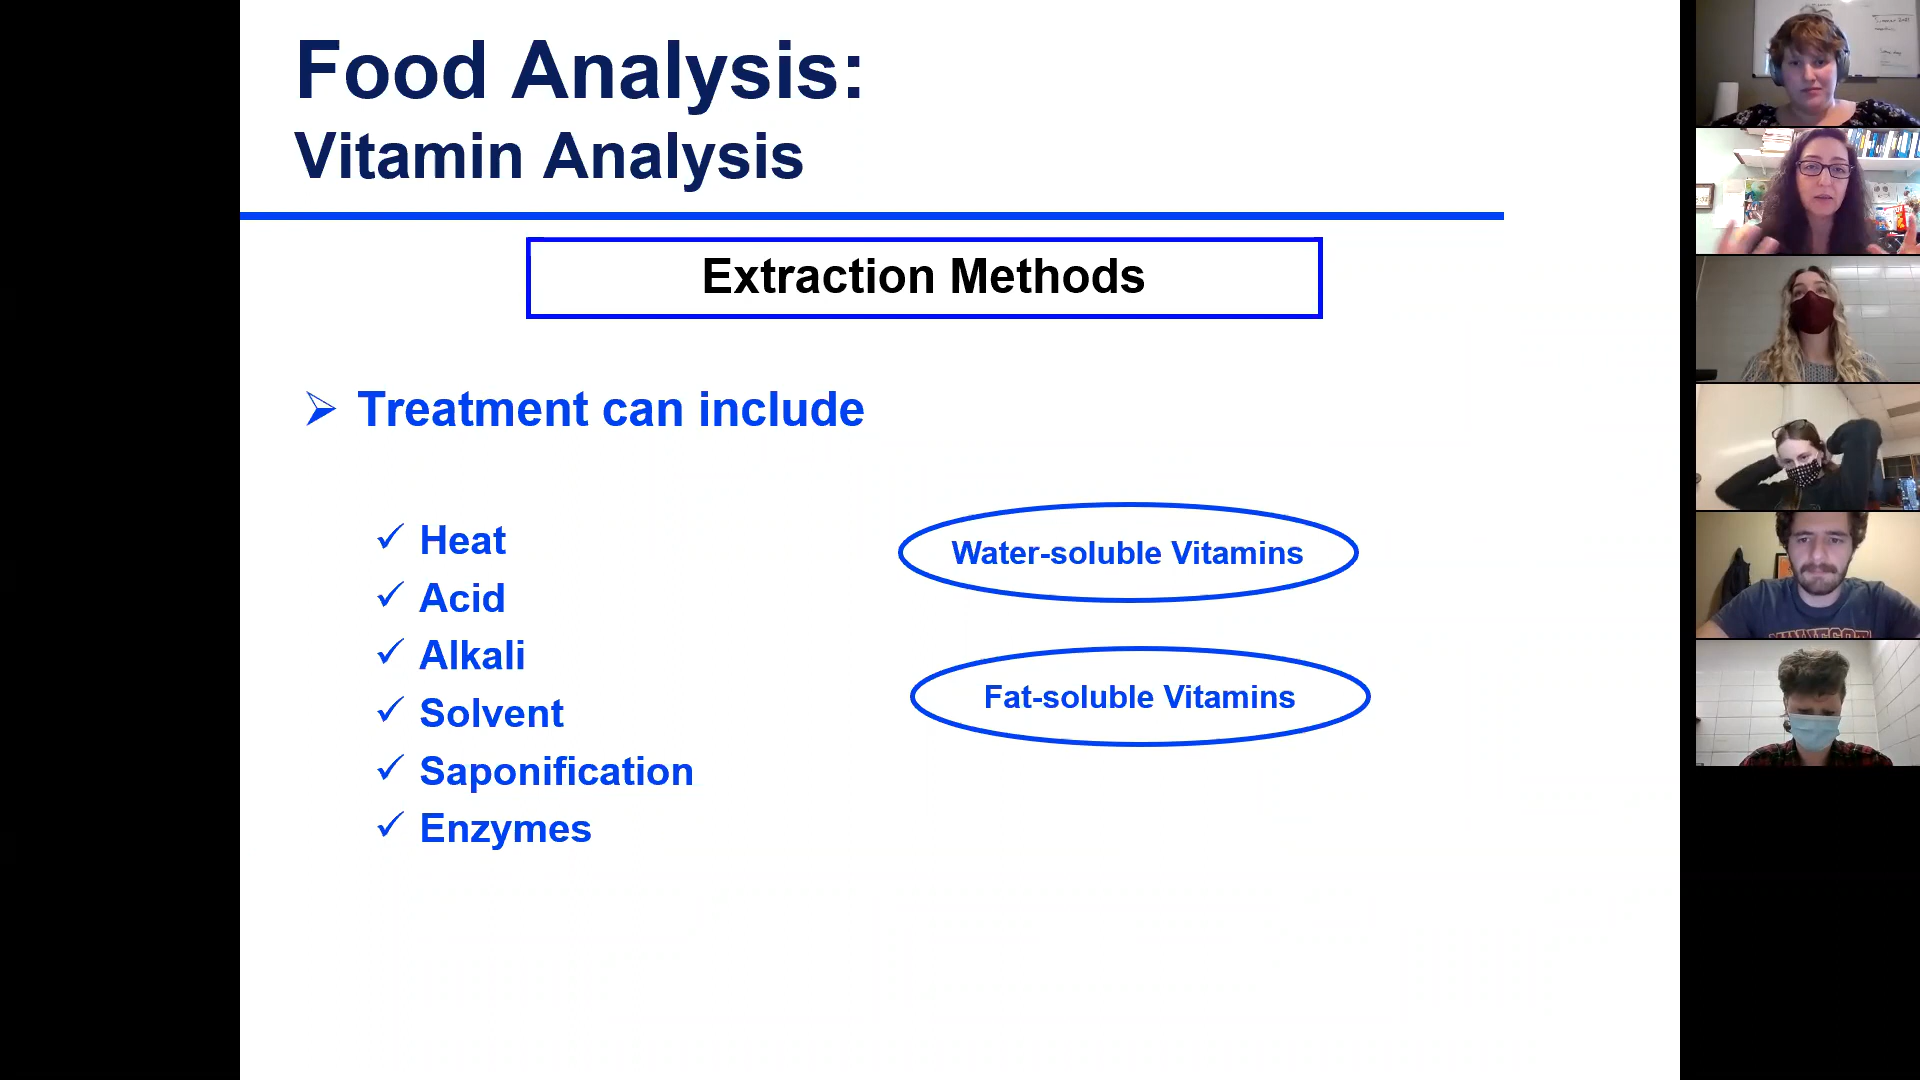 Food Analysis:
Vitamin Analysis
Extraction Methods
Treatment can include
Heat
Acid
Alkali
Solvent
Saponification
Enzymes
Water-soluble Vitamins
Fat-soluble Vitamins